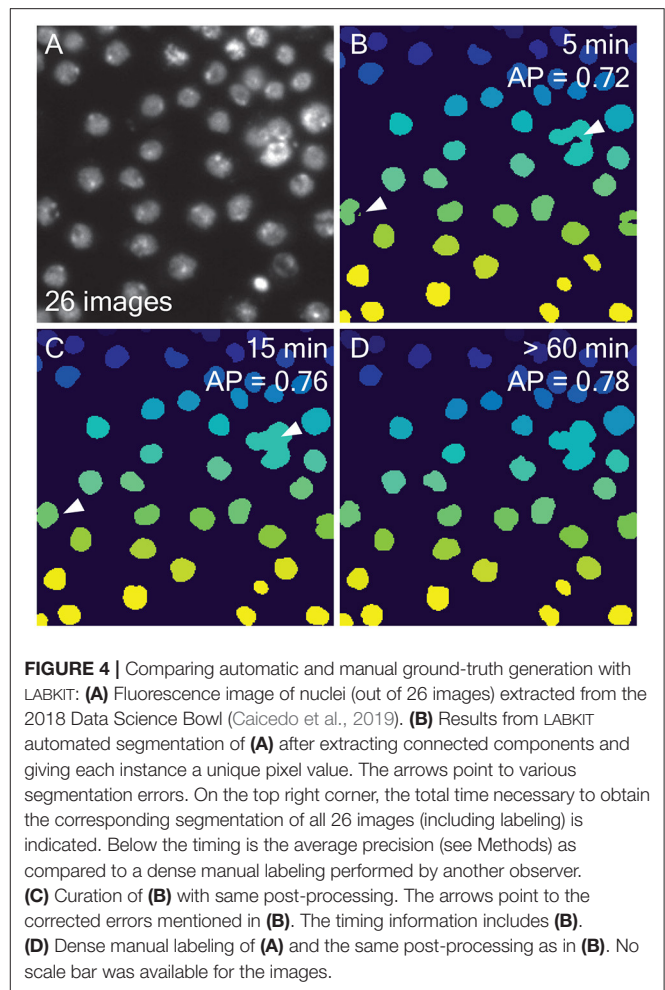 A
26 images
B
5 min
AP = 0.72
C
15 min
AP = 0.76
D
> 60 min
AP = 0.78
FIGURE 4 | Comparing automatic and manual ground-truth generation with
LABKIT: (A) Fluorescence image of nuclei (out of 26 images) extracted from the
2018 Data Science Bowl (Caicedo et al., 2019). (B) Results from LABKIT
automated segmentation of (A) after extracting connected components and
giving each instance a unique pixel value. The arrows point to various
segmentation errors. On the top right corner, the total time necessary to obtain
the corresponding segmentation of all 26 images (including labeling) is
indicated. Below the timing is the average precision (see Methods) as
compared to a dense manual labeling performed by another observer.
(C) Curation of (B) with same post-processing. The arrows point to the
corrected errors mentioned in (B). The timing information includes (B).
(D) Dense manual labeling of (A) and the same post-processing as in (B). No
scale bar was available for the images.